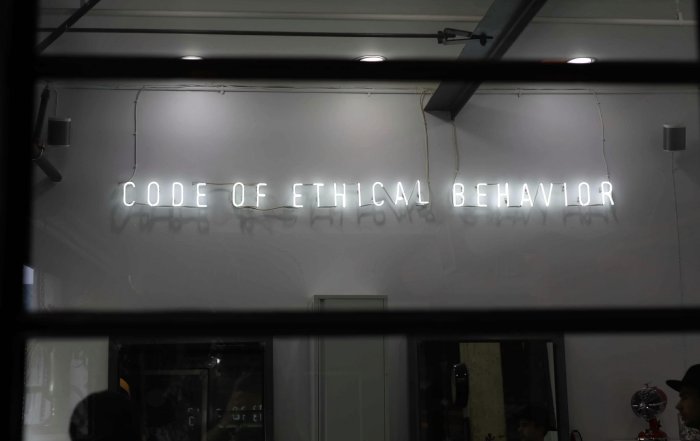 CODE OF ETHICAL BEHAVIOR